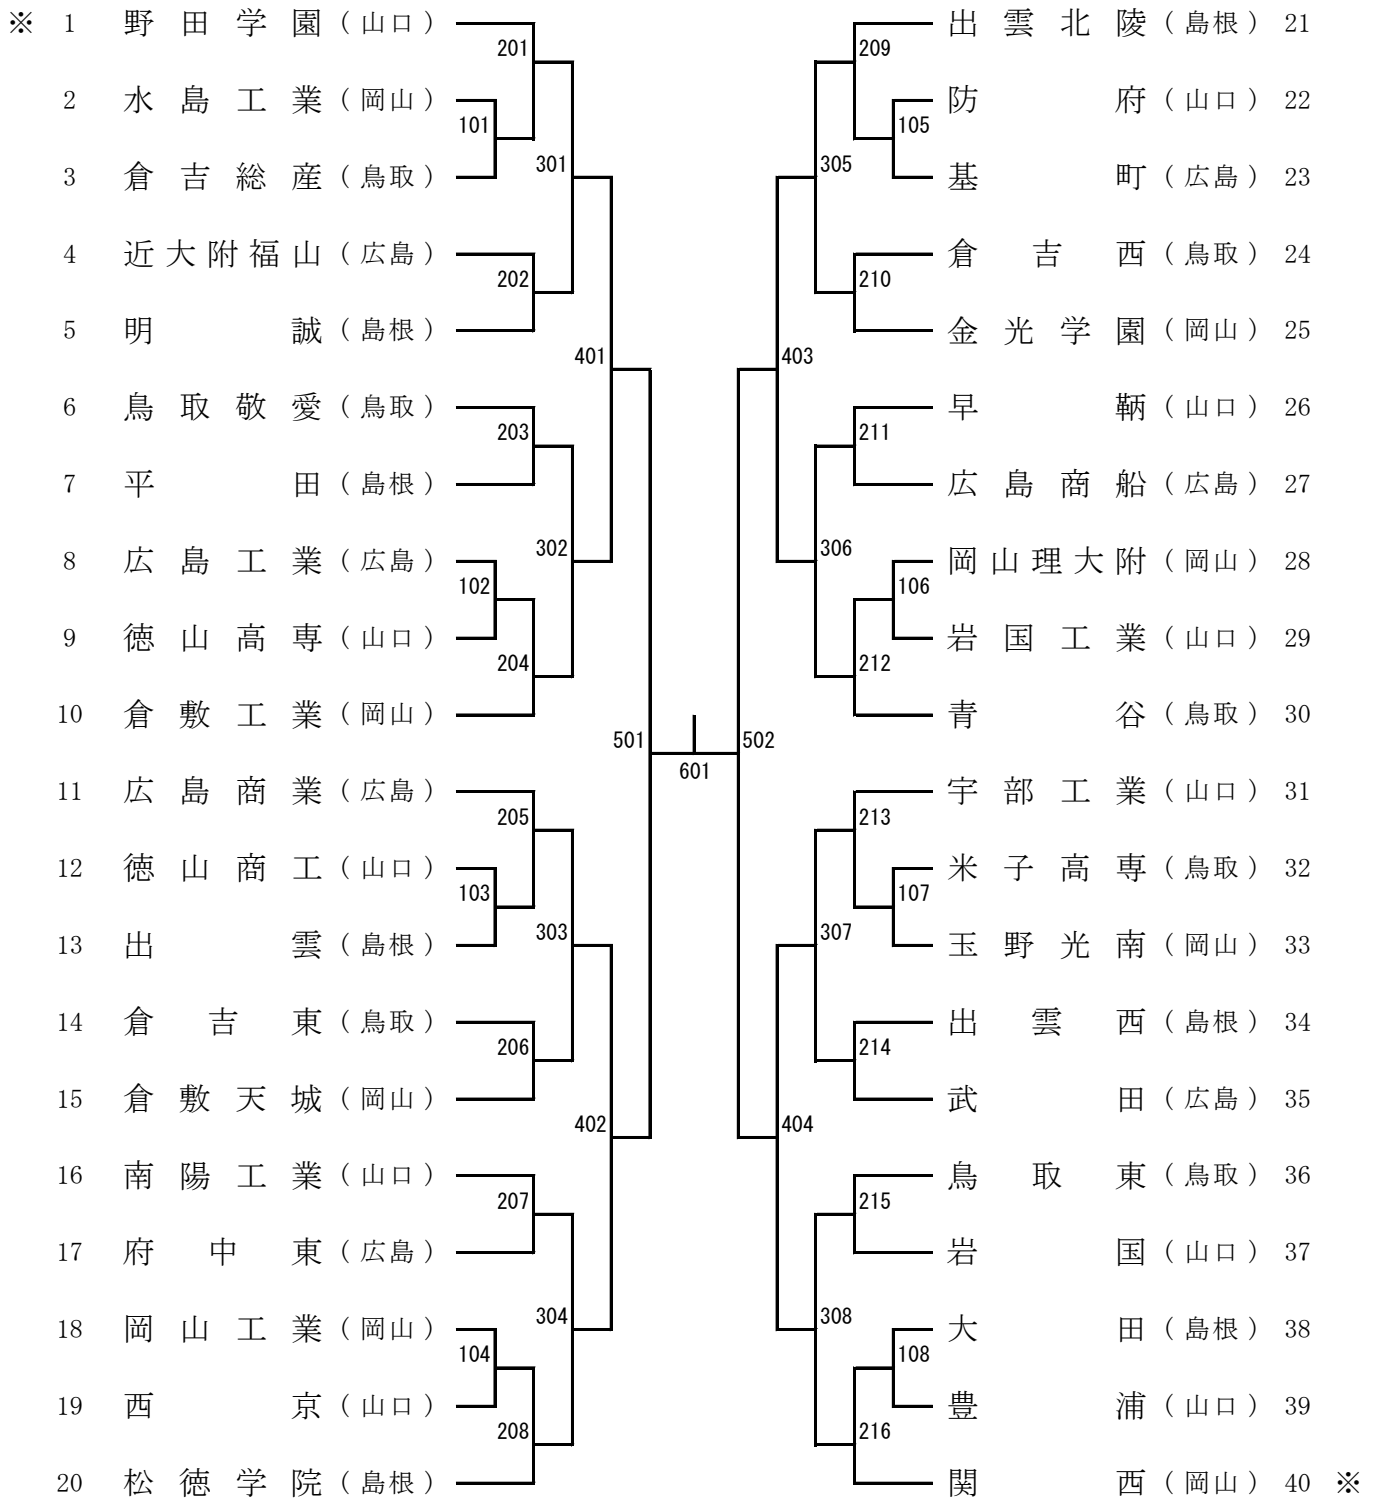 ※ 1 野田学園 (山口) 201 209 出雲北陵 (島根) 21
2 水島工業 (岡山) 防府 (山口) 22
101 105
3 倉吉総産 (鳥取) 301 305 基町 (広島) 23
4 近大附福山 (広島) 倉吉西 (鳥取) 24
202 210
5 明誠 (島根) 金光学園 (岡山) 25
401 403
6 鳥取敬愛 (鳥取) 早鞆 (山口) 26
203 211
7 平田 (島根) 広島商船 (広島) 27
302 306
8 広島工業 (広島) 岡山理大附 (岡山) 28
102 106
9 徳山高専 (山口) 岩国工業 (山口) 29
204 212
10 倉敷工業 (岡山) 青谷 (鳥取) 30
501 502
601
11 広島商業 (広島) 宇部工業 (山口) 31
205 213
12 徳山商工 (山口) 米子高専 (鳥取) 32
103 107
13 出雲 (島根) 303 307 玉野光南 (岡山) 33
14 倉吉東 (鳥取) 出雲西 (島根) 34
206 214
15 倉敷天城 (岡山) 武田 (広島) 35
402 404
16 南陽工業 (山口) 鳥取東 (鳥取) 36
207 215
17 府中東 (広島) 岩国 (山口) 37
304 308
18 岡山工業 (岡山) 大田 (島根) 38
104 108
19 西京 (山口) 豊浦 (山口) 39
208 216
20 松徳学院 (島根) 関西 (岡山) 40 ※